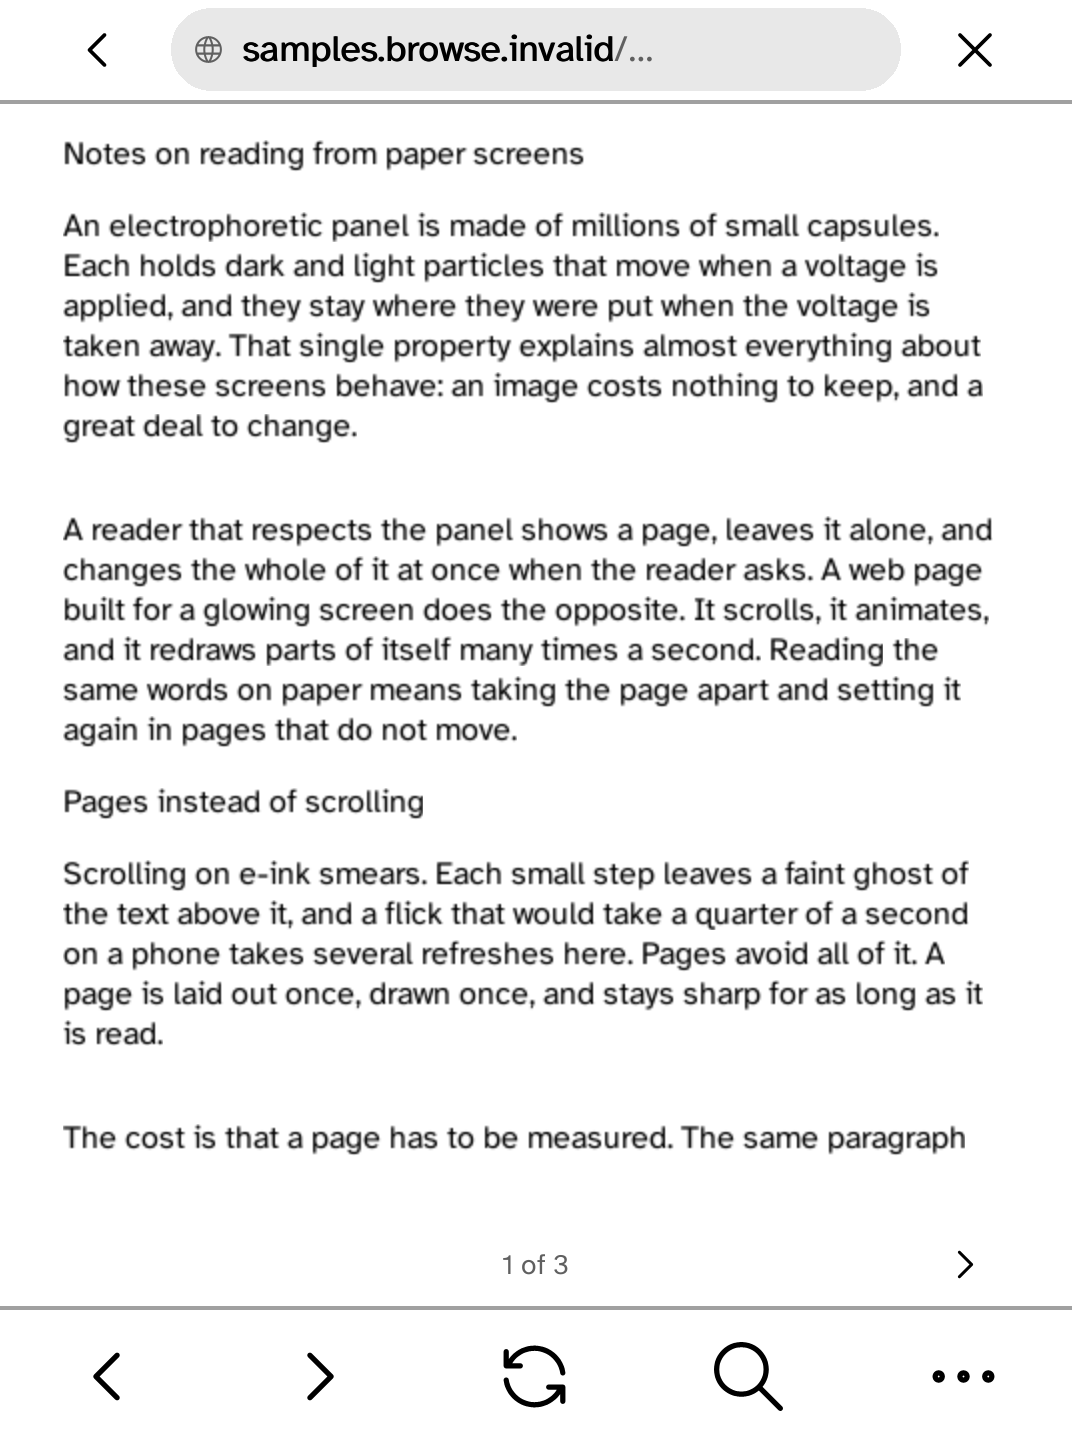 samples.browse.invalid/...
Notes on reading from paper screens
An electrophoretic panel is made of millions of small capsules.
Each holds dark and light particles that move when a voltage is
applied, and they stay where they were put when the voltage is
taken away. That single property explains almost everything about
how these screens behave: an image costs nothing to keep, and a
great deal to change.
A reader that respects the panel shows a page, leaves it alone, and
changes the whole of it at once when the reader asks. A web page
built for a glowing screen does the opposite. It scrolls, it animates,
and it redraws parts of itself many times a second. Reading the
same words on paper means taking the page apart and setting it
again in pages that do not move.
Pages instead of scrolling
Scrolling on e-ink smears. Each small step leaves a faint ghost of
the text above it, and a flick that would take a quarter of a second
on a phone takes several refreshes here. Pages avoid all of it. A
page is laid out once, drawn once, and stays sharp for as long as it
is read.
The cost is that a page has to be measured. The same paragraph
1 of 3